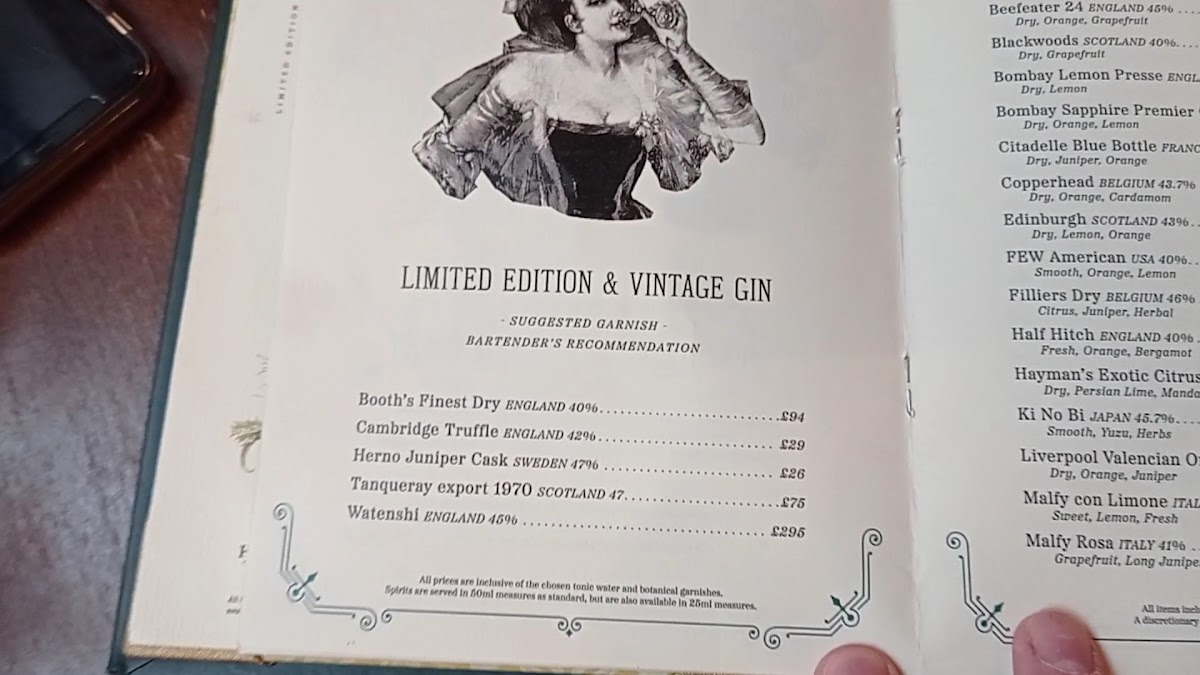 LIMITED EDITION
LIMITED EDITION & VINTAGE GIN
- SUGGESTED GARNISH -
BARTENDER'S RECOMMENDATION
Booth's Finest Dry ENGLAND 40%..............................£94
Cambridge Truffle ENGLAND 42%.............................. £29
Herno Juniper Cask SWEDEN 47% .............................. £26
Tanqueray export 1970 SCOTLAND 47..........................£75
Watenshi ENGLAND 45% ........................................ £295
All prices are inclusive of the chosen tonic water and botanical garnishes.
Spirits are served in 50ml measures as standard, but are also available in 25ml measures.
Beefeater 24 ENGLAND 45% ....
Dry, Orange, Grapefruit
Blackwoods SCOTLAND 40%....
Dry, Grapefruit
Bombay Lemon Presse ENGL
Dry, Lemon
Bombay Sapphire Premier
Dry, Orange, Lemon
Citadelle Blue Bottle FRANC
Dry, Juniper, Orange
Copperhead BELGIUM 43.7%
Dry, Orange, Cardamom
Edinburgh SCOTLAND 43%..
Dry, Lemon, Orange
FEW American USA 40%..
Smooth, Orange, Lemon
Filliers Dry BELGIUM 46%
Citrus, Juniper, Herbal
Half Hitch ENGLAND 40%.
Fresh, Orange, Bergamot
Hayman's Exotic Citrus
Dry, Persian Lime, Manda
Ki No Bi JAPAN 45.7%....
Smooth, Yuzu, Herbs
Liverpool Valencian O
Dry, Orange, Juniper
Malfy con Limone ITAL
Sweet, Lemon, Fresh
Malfy Rosa ITALY 41% ..
Grapefruit, Long Junipe
All items incl
A discretionary